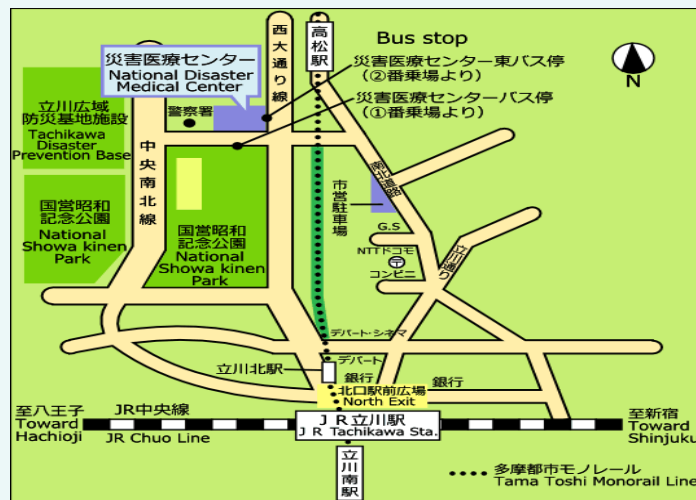 高松駅
西大通り線
Bus stop
災害医療センター
National Disaster
Medical Center
災害医療センター東バス停
(②番乗場より)
災害医療センターバス停
(①番乗場より)
N
警察署
立川広域
防災基地施設
Tachikawa
Disaster
Prevention Base
中央南北線
南北道路
市営駐車場
国営昭和
記念公園
National
Showa kinen
Park
国営昭和
記念公園
National
Showa kinen
Park
G.S
NTTドコモ
コンビニ
立川通り
デパート・シネマ
デパート
立川北駅
銀行
銀行
北口駅前広場
North Exit
至八王子
Toward
Hachioji
JR中央線
JR Chuo Line
JR立川駅
JR Tachikawa Sta.
至新宿
Toward
Shinjuku
立川南駅
多摩都市モノレール
Tama Toshi Monorail Line